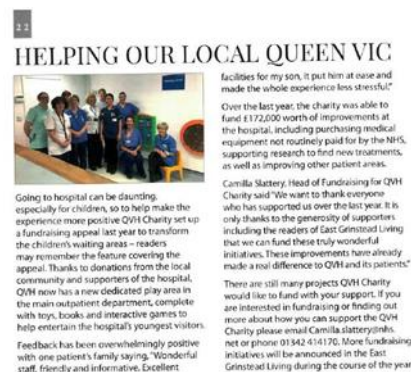 22
HELPING OUR LOCAL QUEEN VIC
Going to hospital can be daunting,
especially for children, so to help make the
experience more positive QVH Charity set up
a fundraising appeal last year to transform
the children's waiting areas – readers
may remember the feature covering the
appeal. Thanks to donations from the local
community and supporters of the hospital,
QVH now has a new dedicated play area in
the main outpatient department, complete
with toys, books and interactive games to
help entertain the hospital's youngest visitors.
Feedback has been overwhelmingly positive
with one patient's family saying, "Wonderful
staff, friendly and informative. Excellent
facilities for my son, it put him at ease and
made the whole experience less stressful."
Over the last year, the charity was able to
fund £172,000 worth of improvements at
the hospital, including purchasing medical
equipment not routinely paid for by the NHS,
supporting research to find new treatments,
as well as improving other patient areas.
Camilla Slattery, Head of Fundraising for QVH
Charity said "We want to thank everyone
who has supported us over the last year. It is
only thanks to the generosity of supporters
including the readers of East Grinstead Living
that we can fund these truly wonderful
initiatives. These improvements have already
made a real difference to QVH and its patients."
There are still many projects QVH Charity
would like to fund with your support. If you
are interested in fundraising or finding out
more about how you can support the QVH
Charity please email Camilla.slattery@nhs.
net or phone 01342 414170. More fundraising
initiatives will be announced in the East
Grinstead Living during the course of the year